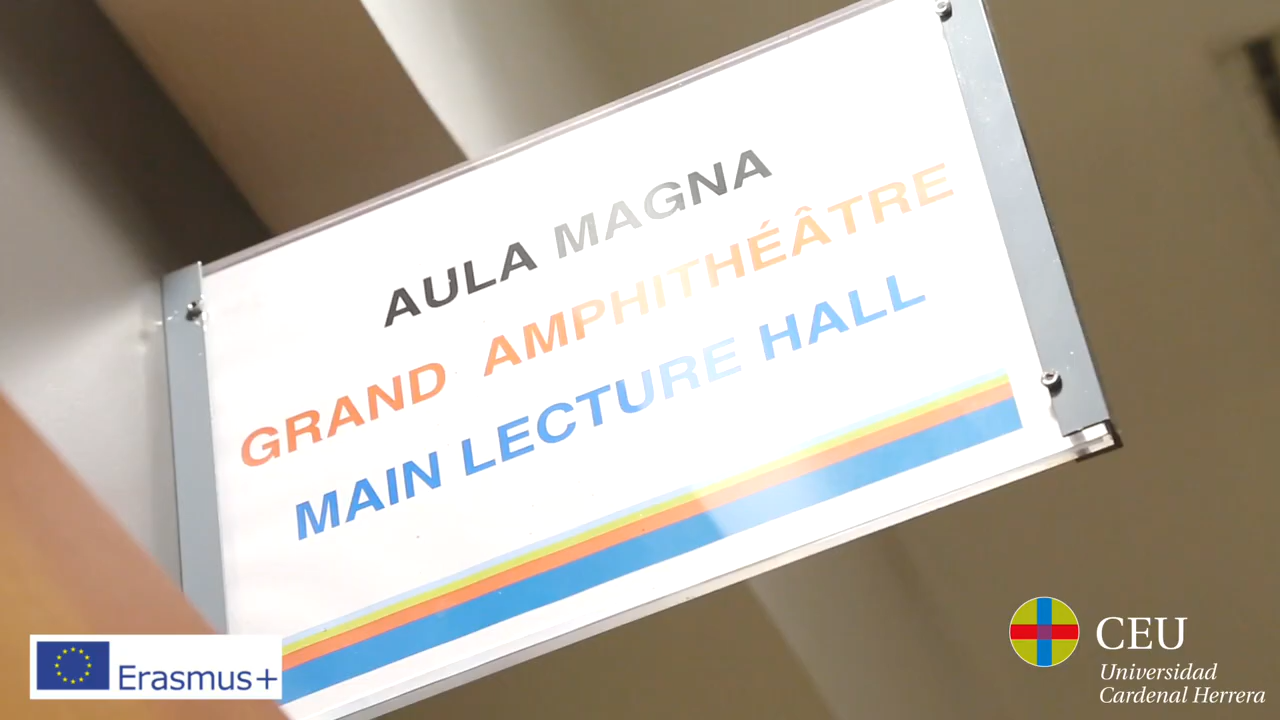 AULA MAGNA
GRAND AMPHITHÉÂTRE
MAIN LECTURE HALL
Erasmus+
CEU
Universidad
Cardenal Herrera